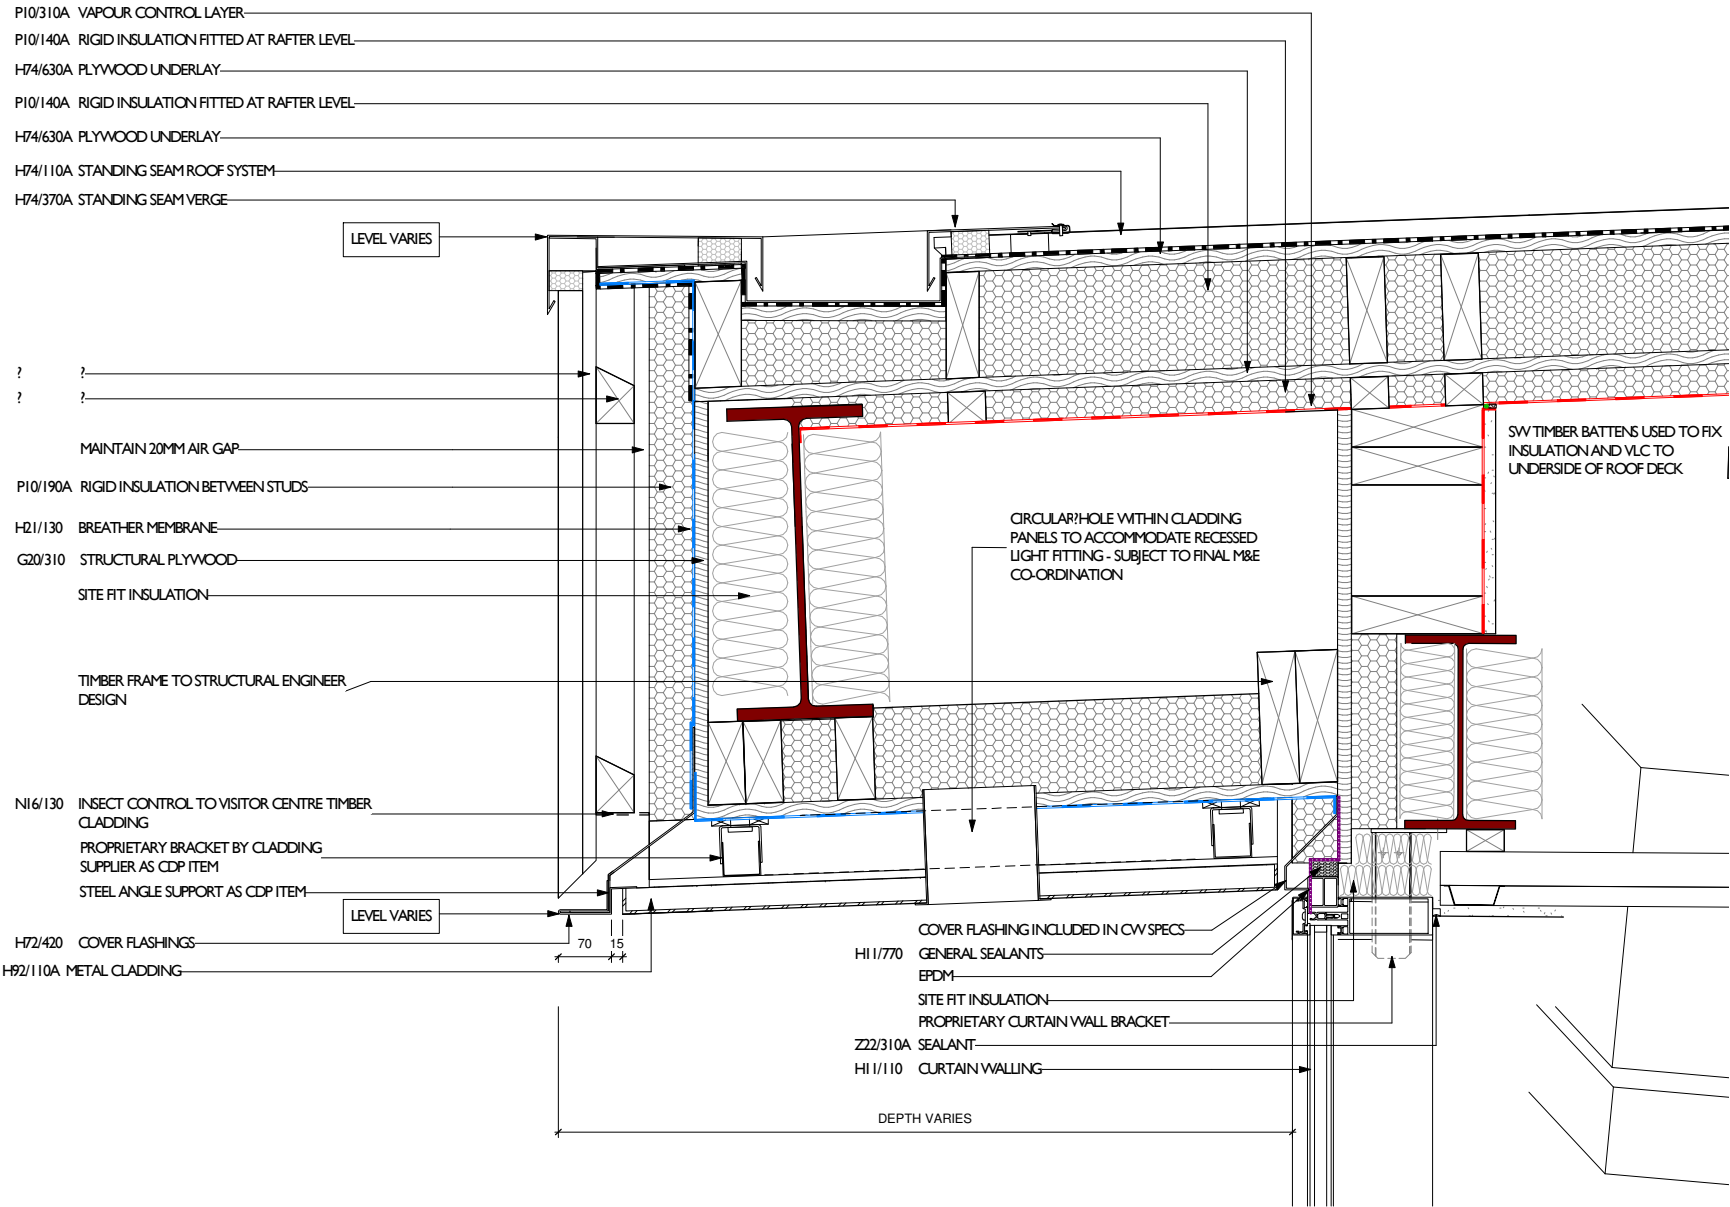 P10/310A VAPOUR CONTROL LAYER
P10/140A RIGID INSULATION FITTED AT RAFTER LEVEL
H74/630A PLYWOOD UNDERLAY
P10/140A RIGID INSULATION FITTED AT RAFTER LEVEL
H74/630A PLYWOOD UNDERLAY
H74/110A STANDING SEAM ROOF SYSTEM
H74/370A STANDING SEAM VERGE
LEVEL VARIES
? ?
? ?
MAINTAIN 20MM AIR GAP
P10/190A RIGID INSULATION BETWEEN STUDS
H21/130 BREATHER MEMBRANE
G20/310 STRUCTURAL PLYWOOD
SITE FIT INSULATION
TIMBER FRAME TO STRUCTURAL ENGINEER
DESIGN
N16/130 INSECT CONTROL TO VISITOR CENTRE TIMBER
CLADDING
PROPRIETARY BRACKET BY CLADDING
SUPPLIER AS CDP ITEM
STEEL ANGLE SUPPORT AS CDP ITEM
LEVEL VARIES
H72/420 COVER FLASHINGS
H92/110A METAL CLADDING
70 15
SW TIMBER BATTENS USED TO FIX
INSULATION AND VLC TO
UNDERSIDE OF ROOF DECK
CIRCULAR?HOLE WITHIN CLADDING
PANELS TO ACCOMMODATE RECESSED
LIGHT FITTING - SUBJECT TO FINAL M&E
CO-ORDINATION
COVER FLASHING INCLUDED IN CW SPECS
H11/770 GENERAL SEALANTS
EPDM
SITE FIT INSULATION
PROPRIETARY CURTAIN WALL BRACKET
Z22/310A SEALANT
H11/110 CURTAIN WALLING
DEPTH VARIES